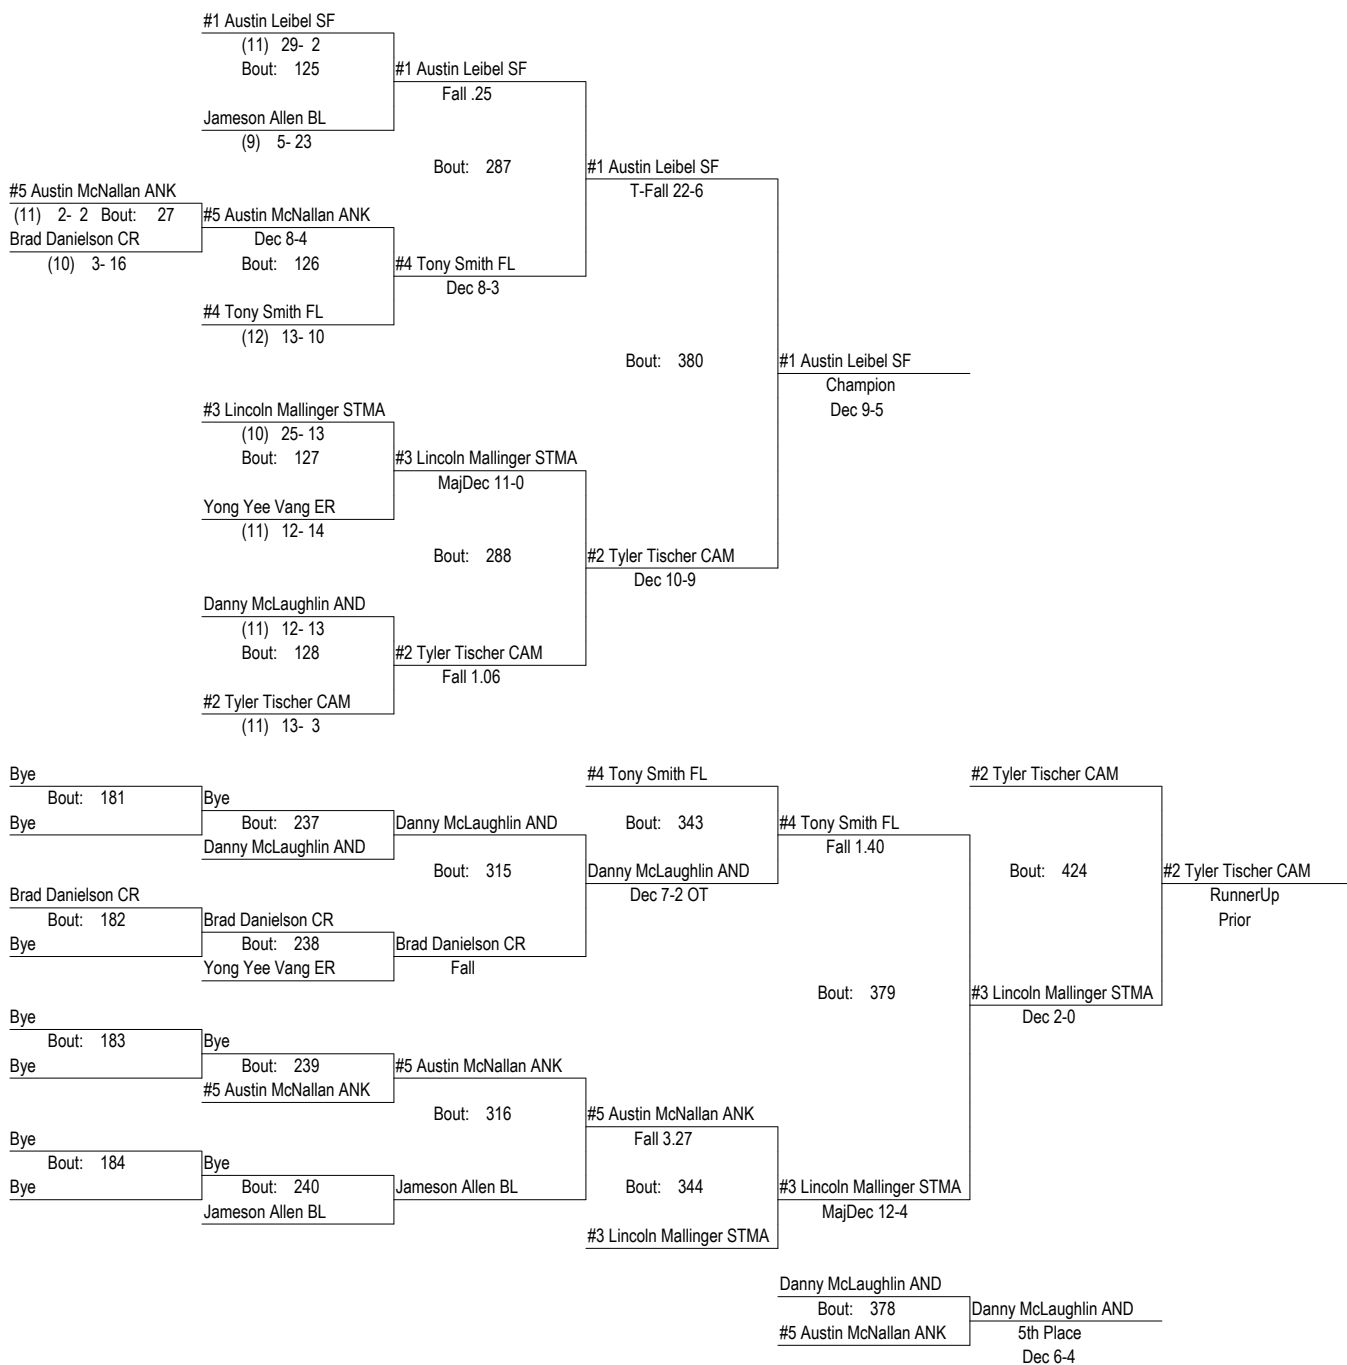 #1 Austin Leibel SF
(11) 29- 2
Bout: 125
#1 Austin Leibel SF
Fall .25
Jameson Allen BL
(9) 5- 23
Bout: 287
#1 Austin Leibel SF
T-Fall 22-6
#5 Austin McNallan ANK
(11) 2- 2 Bout: 27
#5 Austin McNallan ANK
Brad Danielson CR
Dec 8-4
(10) 3- 16
Bout: 126
#4 Tony Smith FL
Dec 8-3
#4 Tony Smith FL
(12) 13- 10
Bout: 380
#1 Austin Leibel SF
Champion
Dec 9-5
#3 Lincoln Mallinger STMA
(10) 25- 13
Bout: 127
#3 Lincoln Mallinger STMA
MajDec 11-0
Yong Yee Vang ER
(11) 12- 14
Bout: 288
#2 Tyler Tischer CAM
Dec 10-9
Danny McLaughlin AND
(11) 12- 13
Bout: 128
#2 Tyler Tischer CAM
Fall 1.06
#2 Tyler Tischer CAM
(11) 13- 3
Bye
#4 Tony Smith FL
#2 Tyler Tischer CAM
Bout: 181
Bye
Bye
Bout: 237
Danny McLaughlin AND
Bout: 343
#4 Tony Smith FL
Danny McLaughlin AND
Fall 1.40
Bout: 315
Danny McLaughlin AND
Bout: 424
#2 Tyler Tischer CAM
Brad Danielson CR
Dec 7-2 OT
RunnerUp
Bout: 182
Brad Danielson CR
Prior
Bye
Bout: 238
Brad Danielson CR
Yong Yee Vang ER
Fall
Bout: 379
#3 Lincoln Mallinger STMA
Bye
Dec 2-0
Bout: 183
Bye
Bye
Bout: 239
#5 Austin McNallan ANK
#5 Austin McNallan ANK
Bout: 316
#5 Austin McNallan ANK
Bye
Fall 3.27
Bout: 184
Bye
Bye
Bout: 240
Jameson Allen BL
Bout: 344
#3 Lincoln Mallinger STMA
Jameson Allen BL
MajDec 12-4
#3 Lincoln Mallinger STMA
Danny McLaughlin AND
Bout: 378
Danny McLaughlin AND
#5 Austin McNallan ANK
5th Place
Dec 6-4